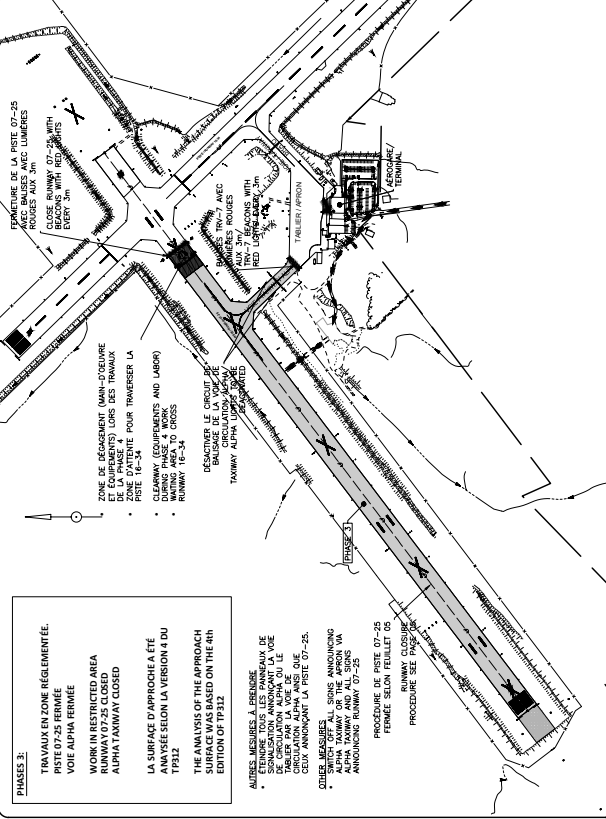 FERMETURE DE LA PISTE 07-25
AVEC BALISES AVEC LUMIÈRES
ROUGES AUX 3m
CLOSE RUNWAY 07-25 WITH
BEACONS WITH RED LIGHTS
EVERY 3m
BALISES TRV-7 AVEC
LUMIÈRES ROUGES
AUX 3m/
TRV-7 BEACONS WITH
RED LIGHTS EVERY 3m
TABLIER/APRON
AÉROGARE/
TERMINAL
• ZONE DE DÉGAGEMENT (MAIN-D'OEUVRE
ET ÉQUIPEMENTS) LORS DES TRAVAUX
DE LA PHASE 4
• ZONE D'ATTENTE POUR TRAVERSER LA
PISTE 16-34
• CLEARWAY (EQUIPEMENTS AND LABOR)
DURING PHASE 4 WORK
• WAITING AREA TO CROSS
RUNWAY 16-34
DÉSACTIVER LE CIRCUIT DE
BALISAGE DE LA VOIE DE
CIRCULATION ALPHA/
TAXIWAY ALPHA LIGHTS TO BE
DEACTIVATED
PHASE 3
PHASES 3:
TRAVAUX EN ZONE RÉGLEMENTÉE.
PISTE 07-25 FERMÉE
VOIE ALPHA FERMÉE
WORK IN RESTRICTED AREA
RUNWAY 07-25 CLOSED
ALPHA TAXIWAY CLOSED
LA SURFACE D'APPROCHE A ÉTÉ
ANAYSÉE SELON LA VERSION 4 DU
TP312
THE ANALYSIS OF THE APPROACH
SURFACE WAS BASED ON THE 4th
EDITION OF TP312
AUTRES MESURES À PRENDRE
• ÉTEINDRE TOUS LES PANNEAUX DE
SIGNALISATION ANNONÇANT LA VOIE
DE CIRCULATION ALPHA OU LE
TABLIER PAR LA VOIE DE
CIRCULATION ALPHA AINSI QUE
CEUX ANNONÇANT LA PISTE 07-25.
OTHER MEASURES
• SWITCH OFF ALL SIGNS ANNOUNCING
ALPHA TAXIWAY OR THE APRON VIA
ALPHA TAXIWAY AND ALL SIGNS
ANNOUNCING RUNWAY 07-25
PROCÉDURE DE PISTE 07-25
FERMÉE SELON FEUILLET 05
RUNWAY CLOSURE
PROCEDURE SEE PAGE 05